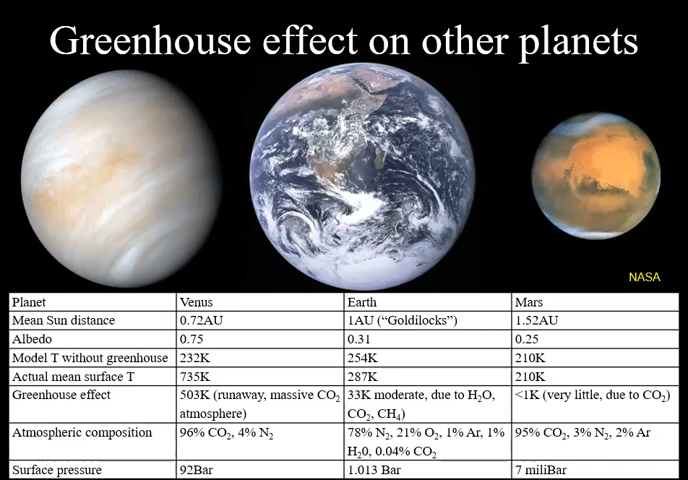 Greenhouse effect on other planets
NASA
Planet Venus Earth Mars
Mean Sun distance 0.72AU 1AU (“Goldilocks”) 1.52AU
Albedo 0.75 0.31 0.25
Model T without greenhouse 232K 254K 210K
Actual mean surface T 735K 287K 210K
Greenhouse effect 503K (runaway, massive CO₂ 33K moderate, due to H₂O, <1K (very little, due to CO₂)
atmosphere) CO₂, CH₄)
Atmospheric composition 96% CO₂, 4% N₂ 78% N₂, 21% O₂, 1% Ar, 1% 95% CO₂, 3% N₂, 2% Ar
H₂0, 0.04% CO₂
Surface pressure 92Bar 1.013 Bar 7 miliBar